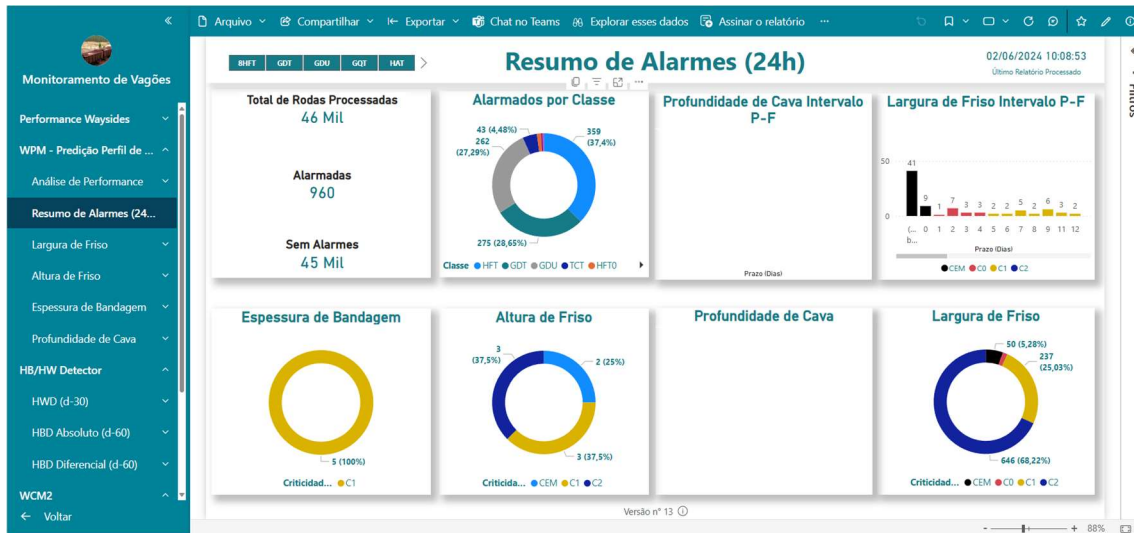 Arquivo
Compartilhar
Exportar
Chat no Teams
Explorar esses dados
Assinar o relatório
...
Monitoramento de Vagões
Performance Waysides
WPM - Predição Perfil de ...
Análise de Performance
Resumo de Alarmes (24...
Largura de Friso
Altura de Friso
Espessura de Bandagem
Profundidade de Cava
HB/HW Detector
HWD (d-30)
HBD Absoluto (d-60)
HBD Diferencial (d-60)
WCM2
Voltar
8HFT GDT GDU GQT HAT
Resumo de Alarmes (24h)
02/06/2024 10:08:53
Último Relatório Processado
Filtros
Total de Rodas Processadas
46 Mil
Alarmadas
960
Sem Alarmes
45 Mil
Alarmados por Classe
43 (4,48%)
262
(27,29%)
359
(37,4%)
275 (28,65%)
Classe HFT GDT GDU TCT HFT0
Profundidade de Cava Intervalo
P-F
Prazo (Dias)
Largura de Friso Intervalo P-F
50
0
41 9 1 7 3 3 2 2 5 2 6 3 2
(... 0 1 2 3 4 5 6 7 8 9 11 12
b...
Prazo (Dias)
CEM C0 C1 C2
Espessura de Bandagem
5 (100%)
Criticidad... C1
Altura de Friso
3
(37,5%)
2 (25%)
3 (37,5%)
Criticida... CEM C1 C2
Profundidade de Cava
Largura de Friso
50 (5,28%)
237
(25,03%)
646 (68,22%)
Criticidad... CEM C0 C1 C2
Versão n° 13
88%